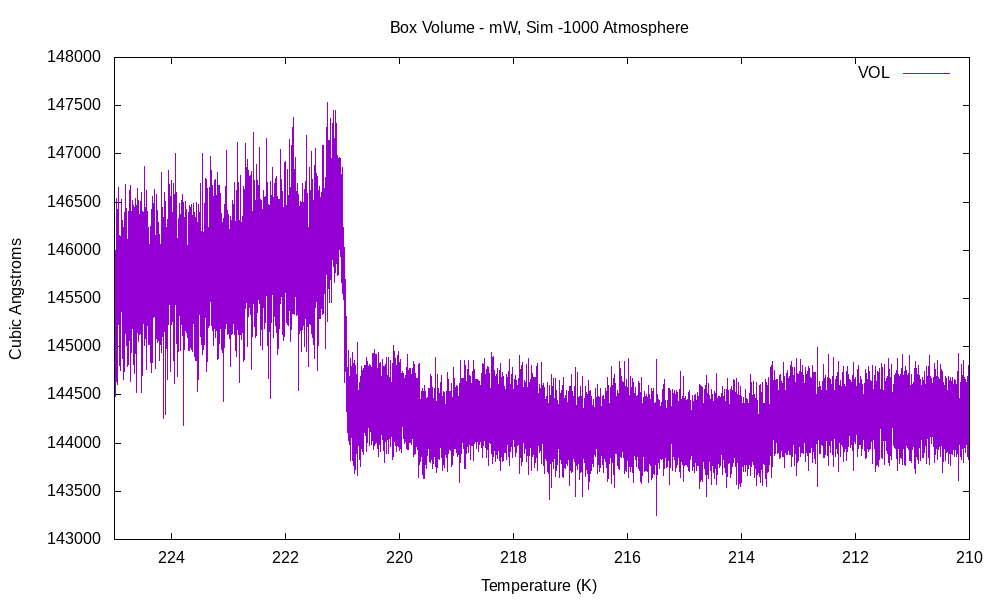 Box Volume - mW, Sim -1000 Atmosphere
148000
VOL
147500
147000
146500
146000
145500
145000
144500
144000
143500
143000
Cubic Angstroms
224 222 220 218 216 214 212 210
Temperature (K)